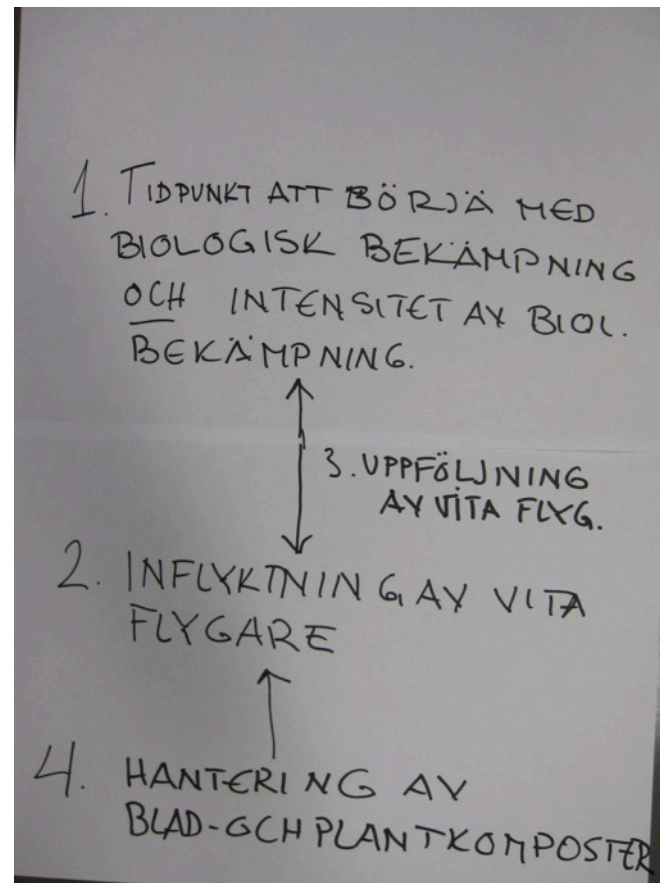 1. TIDPUNKT ATT BÖRJÄ MED
BIOLOGISK BEKÄMPNING
OCH INTENSITET AV BIOL.
BEKÄMPNING.
3. UPPFÖLJNING
AV VITA FLYG.
2. INFLYKTNING AV VITA
FLYGARE
4. HANTERING AV
BLAD-OCH PLANTKOMPOSTER